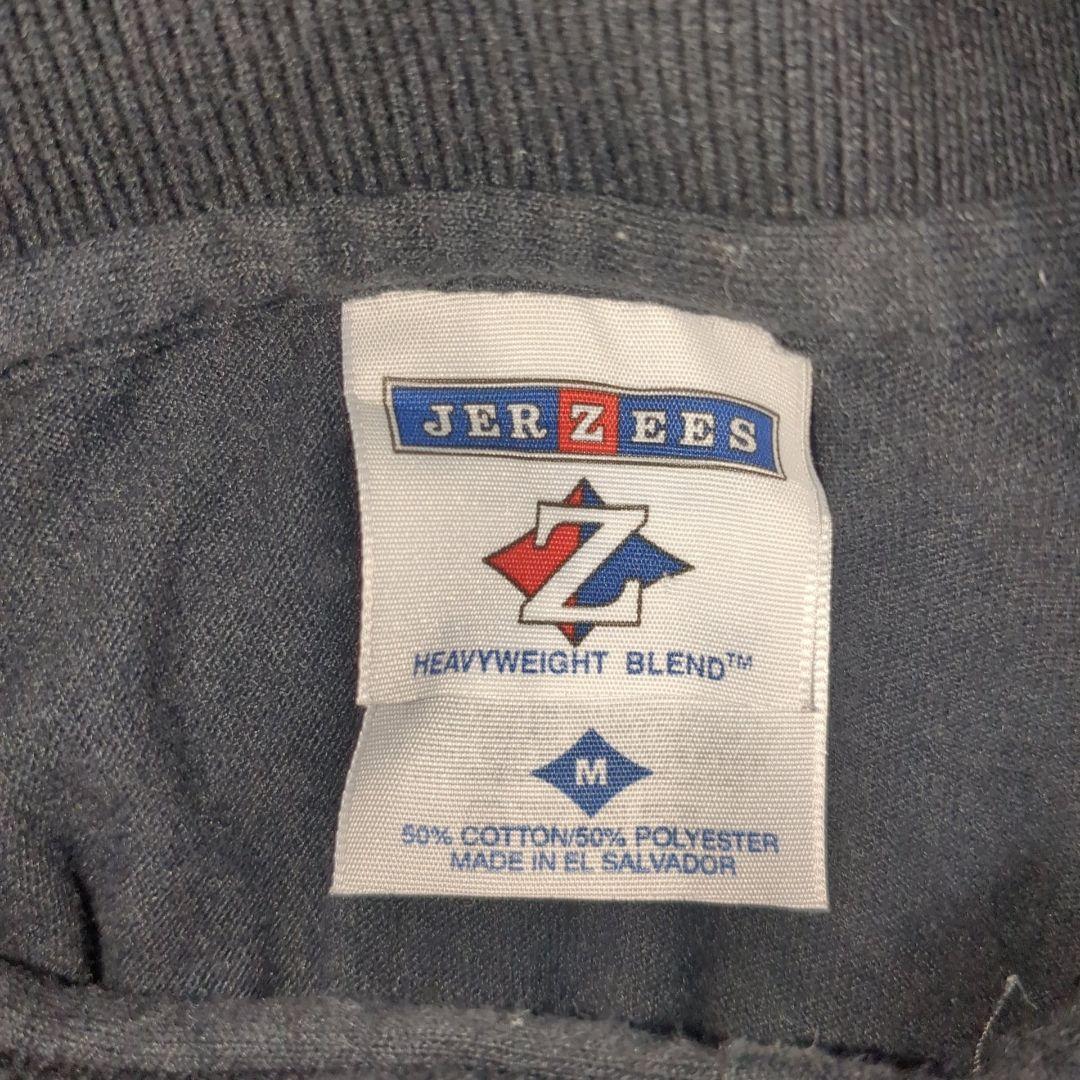 JERZEES
Z
HEAVYWEIGHT BLEND™
M
50% COTTON/50% POLYESTER
MADE IN EL SALVADOR